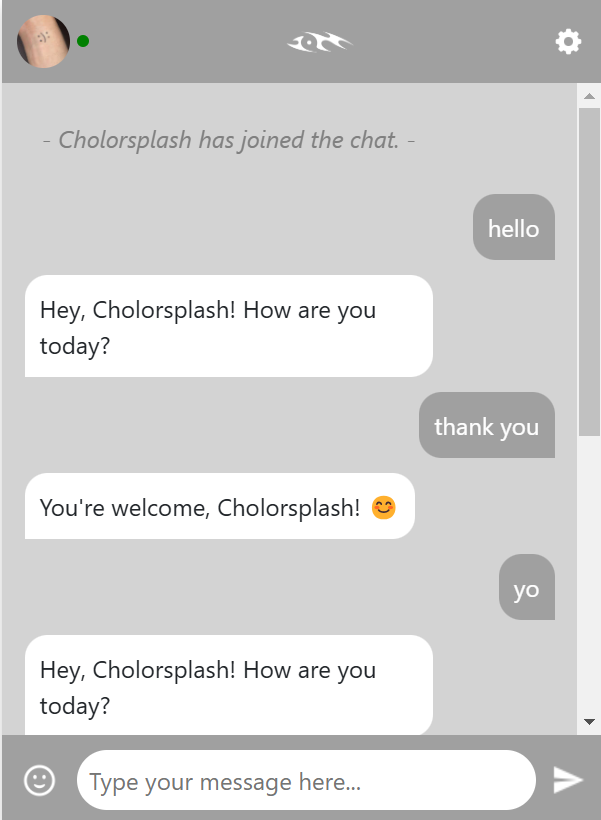 - Cholorsplash has joined the chat. -
hello
Hey, Cholorsplash! How are you
today?
thank you
You're welcome, Cholorsplash! 😊
yo
Hey, Cholorsplash! How are you
today?
Type your message here...